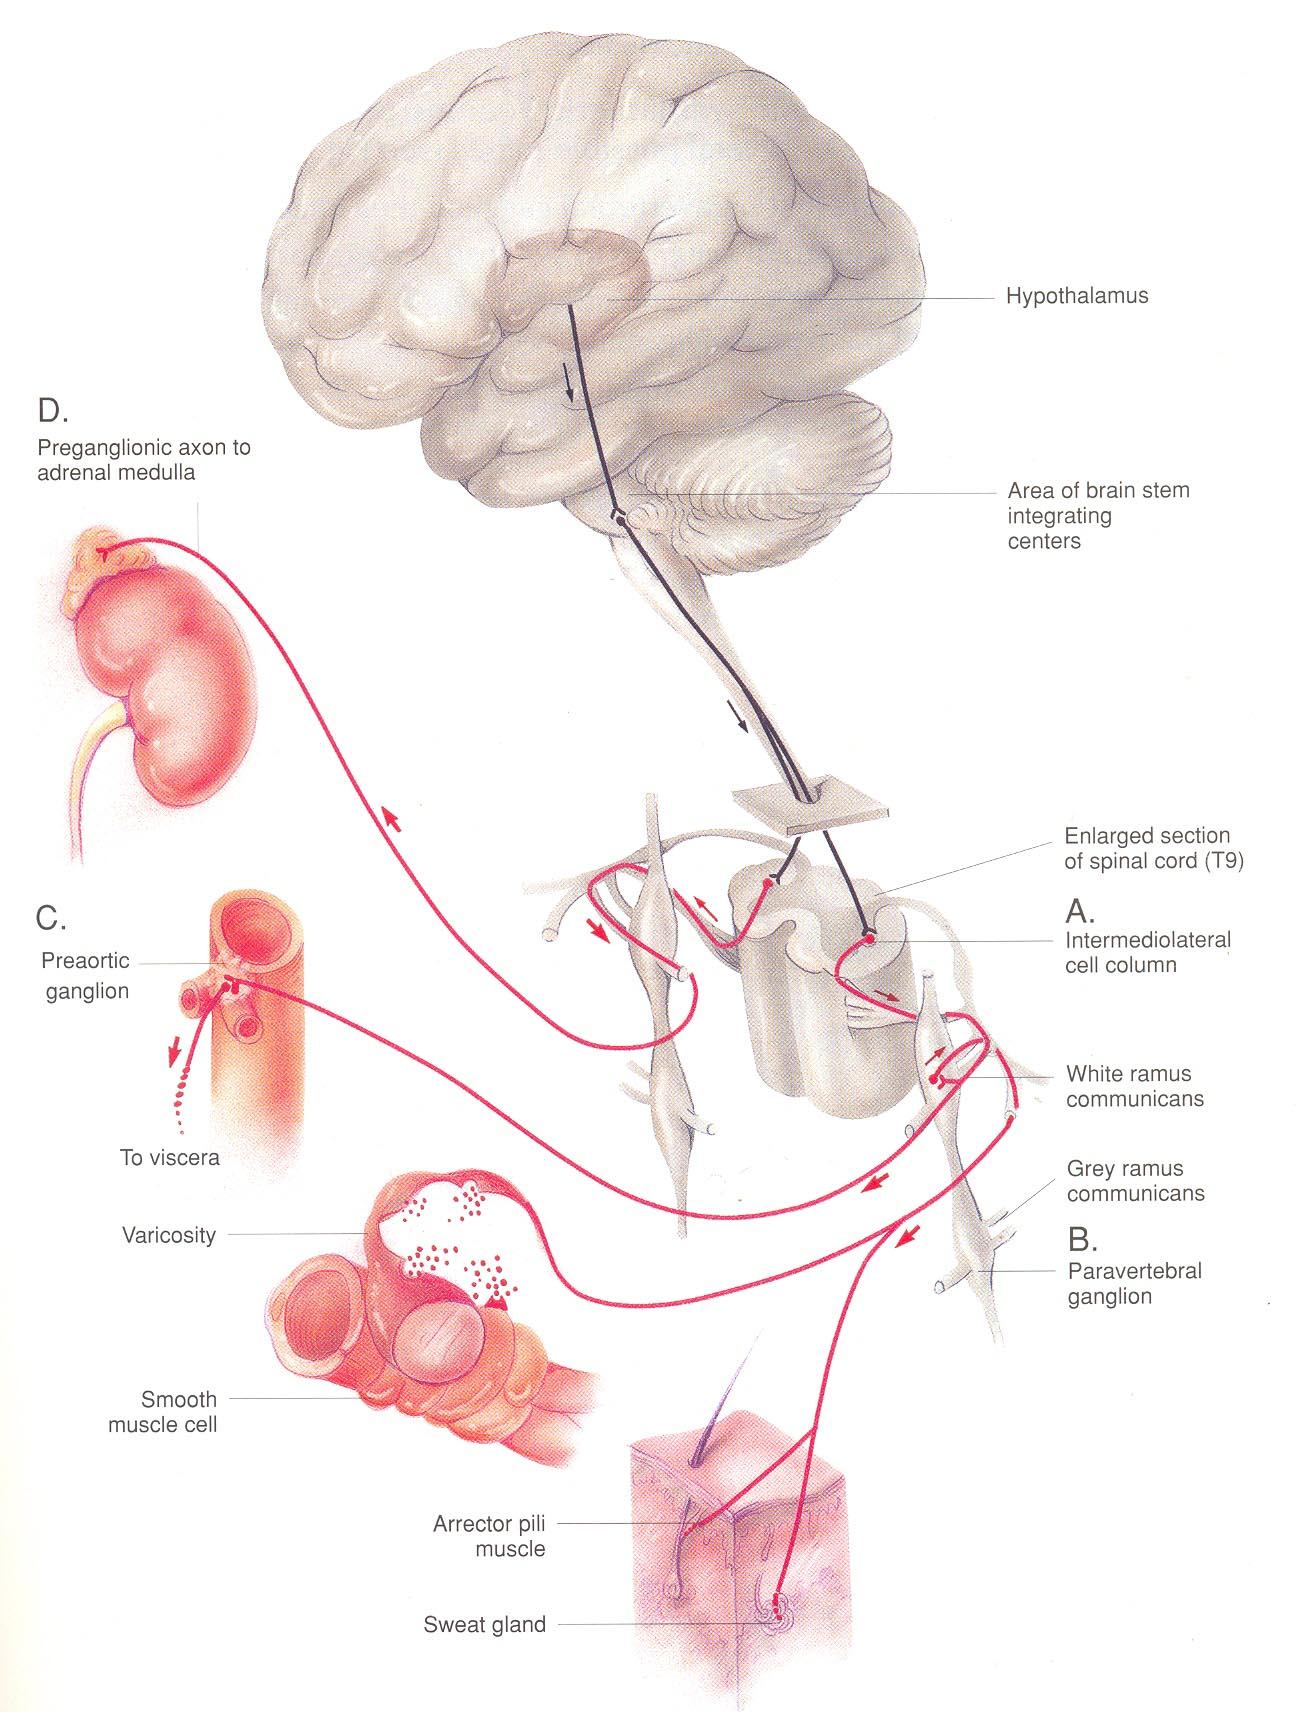 Hypothalamus
D.
Preganglionic axon to
adrenal medulla
Area of brain stem
integrating
centers
Enlarged section
of spinal cord (T9)
A.
Intermediolateral
cell column
C.
Preaortic
ganglion
White ramus
communicans
To viscera
Grey ramus
communicans
Varicosity
B.
Paravertebral
ganglion
Smooth
muscle cell
Arrector pili
muscle
Sweat gland